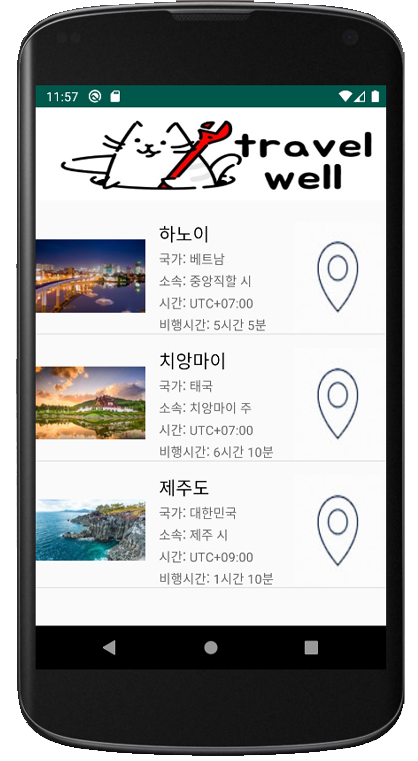 11:57
travel
well
하노이
국가: 베트남
소속: 중앙직할 시
시간: UTC+07:00
비행시간: 5시간 5분
치앙마이
국가: 태국
소속: 치앙마이 주
시간: UTC+07:00
비행시간: 6시간 10분
제주도
국가: 대한민국
소속: 제주 시
시간: UTC+09:00
비행시간: 1시간 10분